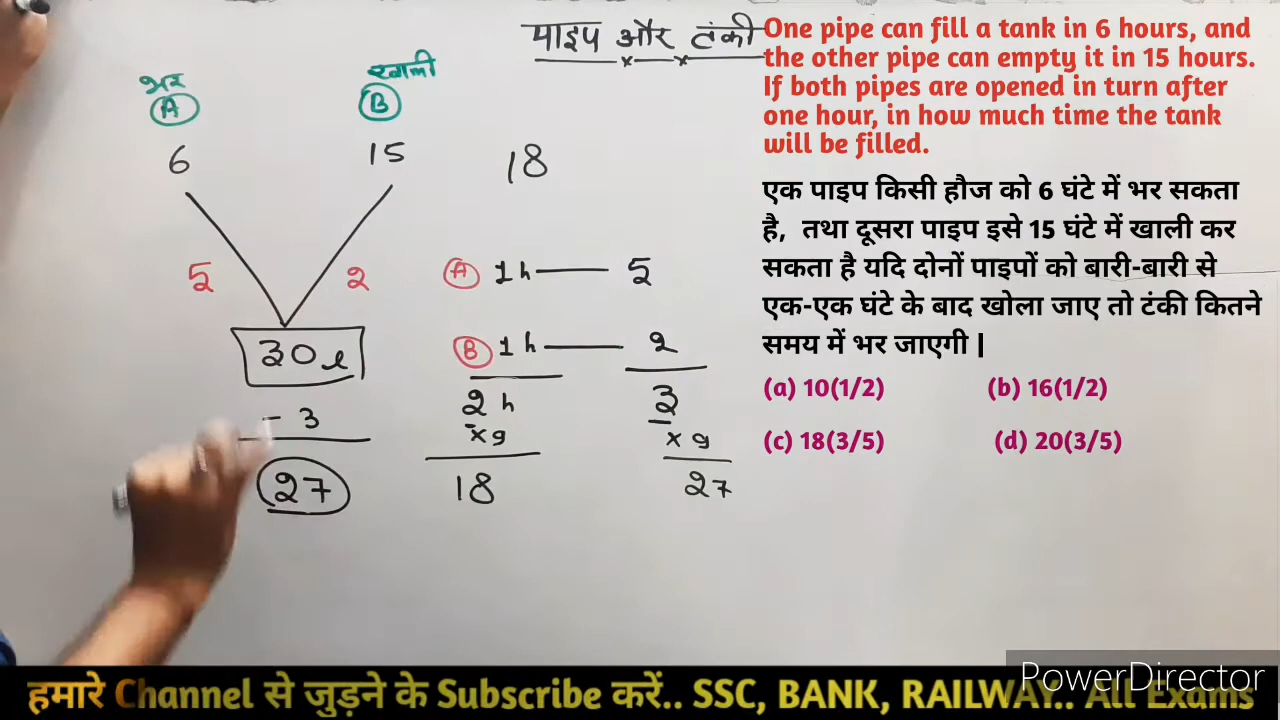 पाइप और टंकी
भर
खाली
A
B
6
15
18
5
2
30 l
- 3
27
A 1 h — 5
B 1 h — 2
2 h 3
x 9 x 9
18 27
One pipe can fill a tank in 6 hours, and
the other pipe can empty it in 15 hours.
If both pipes are opened in turn after
one hour, in how much time the tank
will be filled.
एक पाइप किसी हौज को 6 घंटे में भर सकता
है, तथा दूसरा पाइप इसे 15 घंटे में खाली कर
सकता है यदि दोनों पाइपों को बारी-बारी से
एक-एक घंटे के बाद खोला जाए तो टंकी कितने
समय में भर जाएगी |
(a) 10(1/2) (b) 16(1/2)
(c) 18(3/5) (d) 20(3/5)
PowerDirector
हमारे Channel से जुड़ने के Subscribe करें.. SSC, BANK, RAILWAY.. All Exams